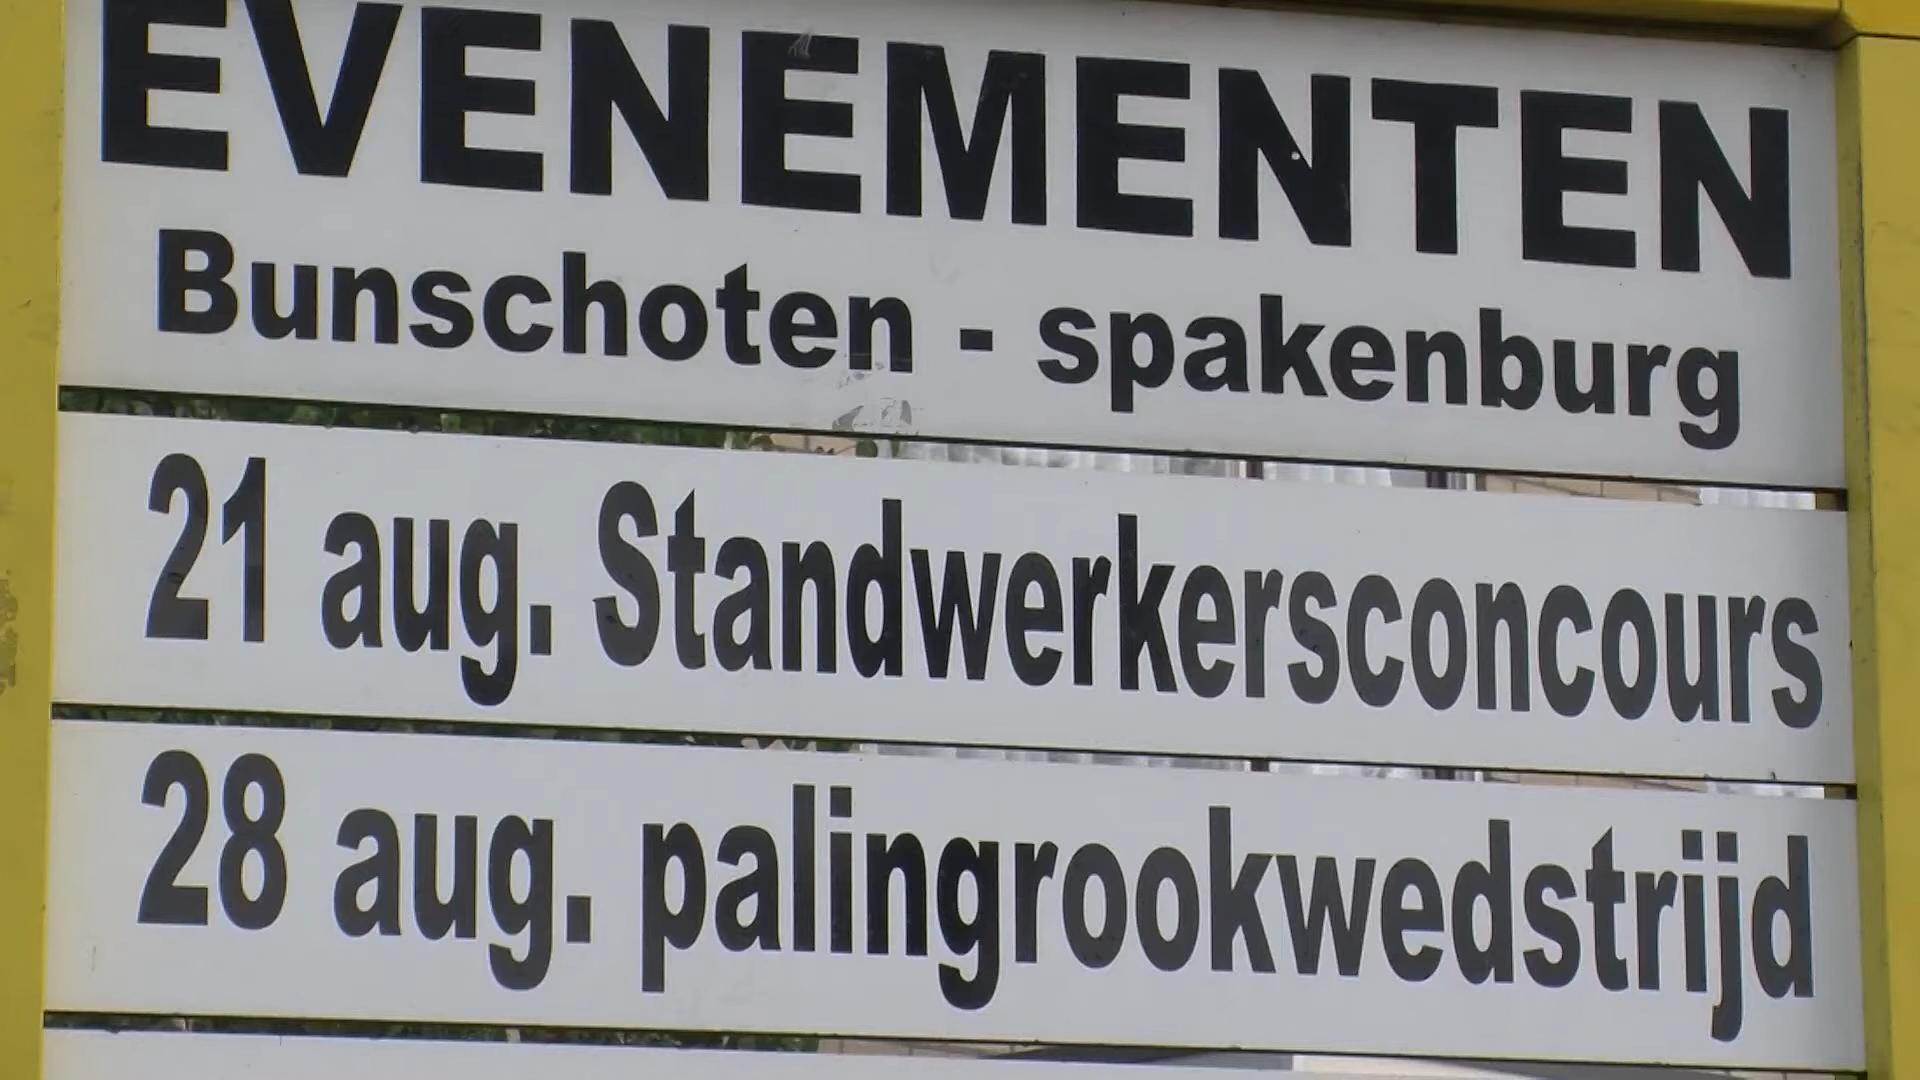 EVENEMENTEN
Bunschoten - spakenburg
21 aug. Standwerkersconcours
28 aug. palingrookwedstrijd